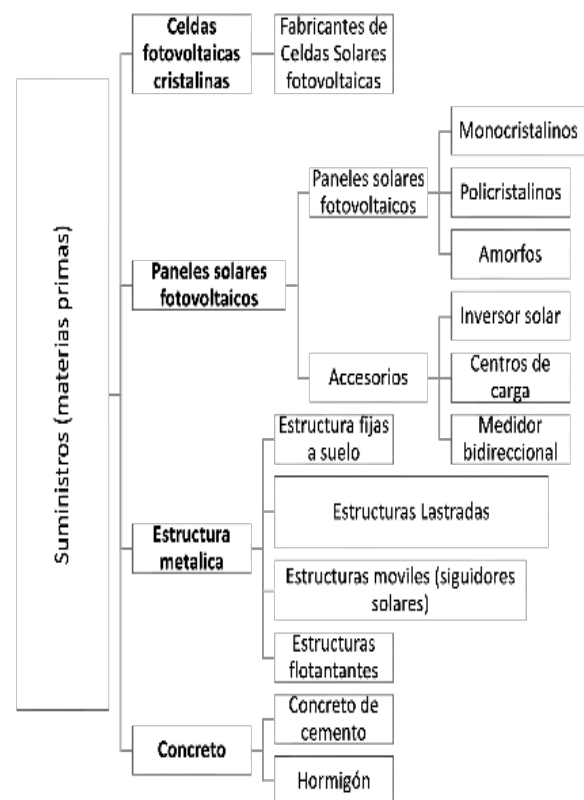 Suministros (materias primas)
Celdas
fotovoltaicas
cristalinas
Fabricantes de
Celdas Solares
fotovoltaicas
Paneles solares
fotovoltaicos
Paneles solares
fotovoltaicos
Monocristalinos
Policristalinos
Amorfos
Accesorios
Inversor solar
Centros de
carga
Medidor
bidireccional
Estructura
metalica
Estructura fijas
a suelo
Estructuras Lastradas
Estructuras moviles (siguidores
solares)
Estructuras
flotantantes
Concreto
Concreto de
cemento
Hormigón